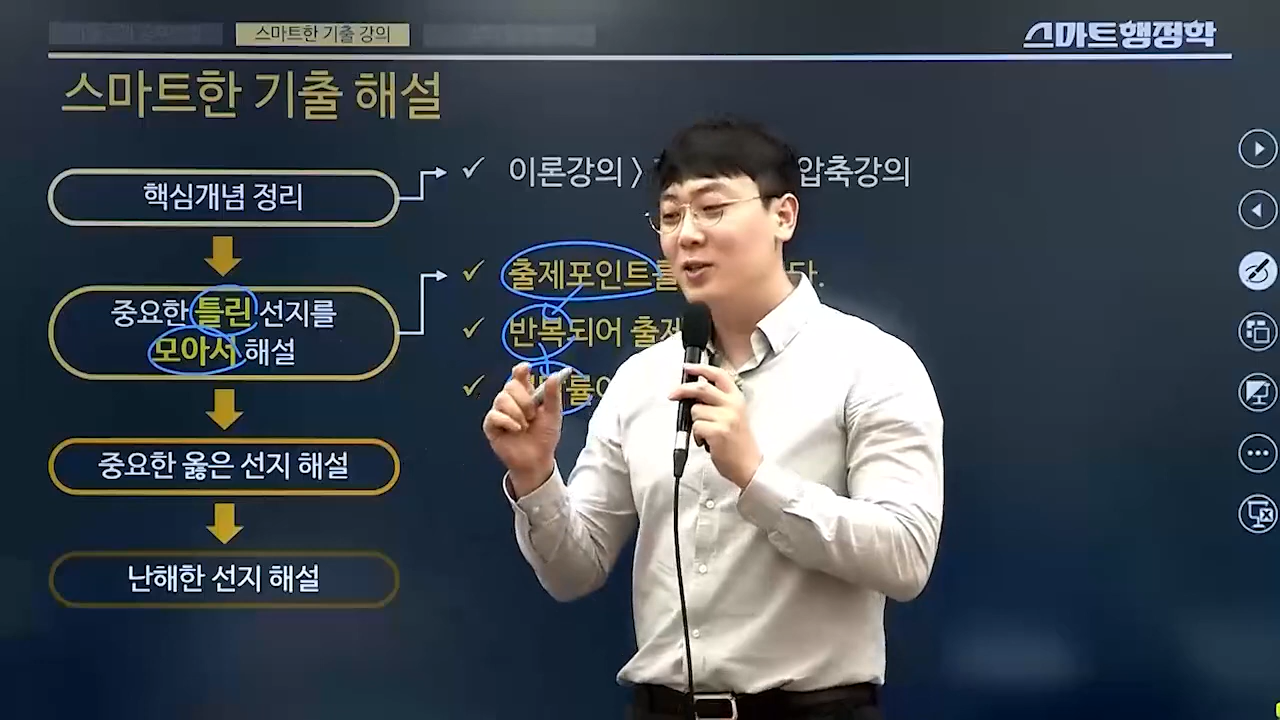 스마트한 기출 강의
스마트행정학
스마트한 기출 해설
핵심개념 정리
✓ 이론강의 > 압축강의
중요한 틀린 선지를
모아서 해설
✓ 출제포인트를 다.
✓ 반복되어 출제
✓ 률이
중요한 옳은 선지 해설
난해한 선지 해설